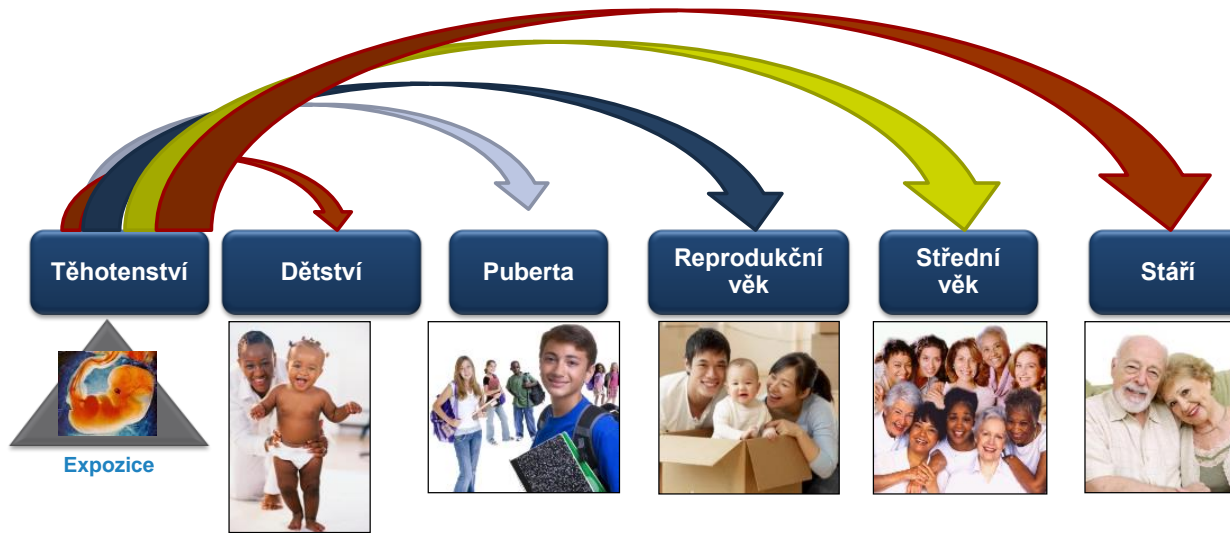 Těhotenství
Dětství
Puberta
Reprodukční
věk
Střední
věk
Stáří
Expozice